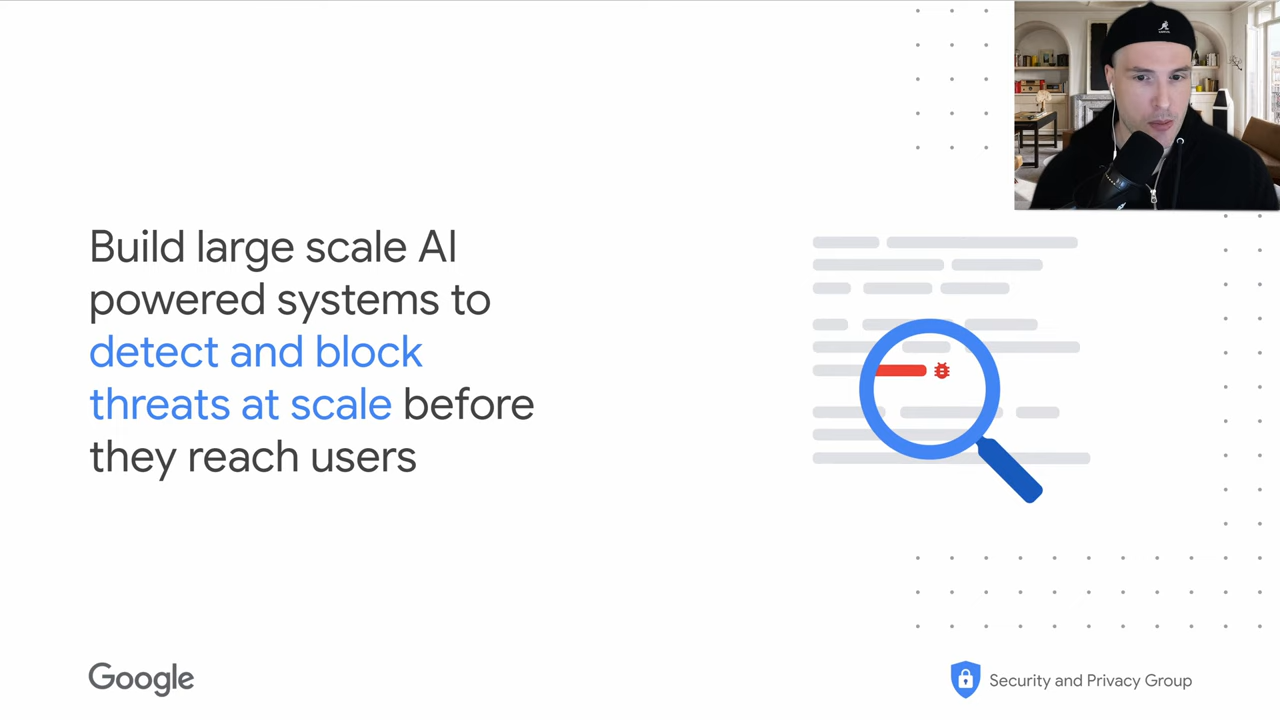 Build large scale AI
powered systems to
detect and block
threats at scale before
they reach users
Google
Security and Privacy Group